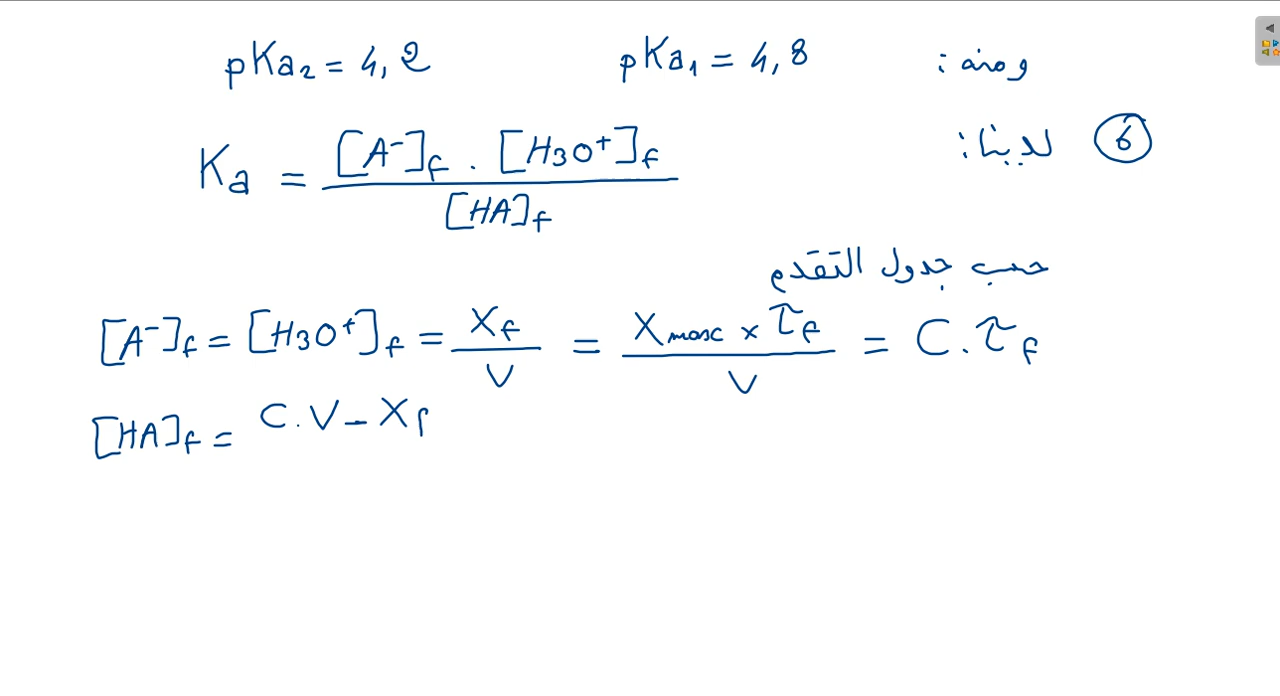 ومنه : pKa₁ = 4,8 pKa₂ = 4,2
⑥ لدينا : Ka = [A⁻]f . [H3O⁺]f / [HA]f
حسب جدول التقدم
[A⁻]f = [H3O⁺]f = Xf / V = Xmax × τf / V = C.τf
[HA]f = C.V − Xf